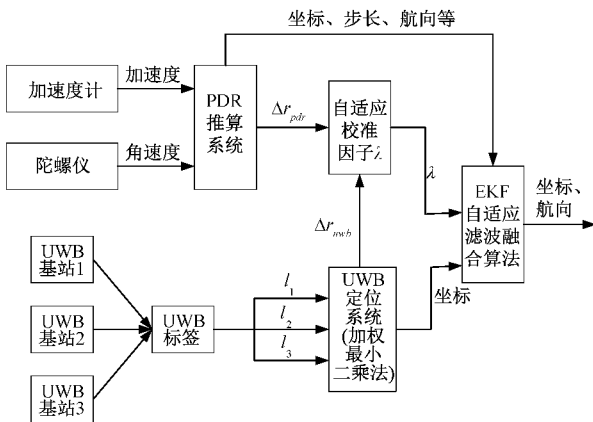 坐标、步长、航向等
加速度计
加速度
PDR
推算
系统
Δr_pdr
自适应
校准
因子λ
陀螺仪
角速度
λ
EKF
自适应
滤波融
合算法
坐标、
航向
Δr_uwb
UWB
基站1
UWB
基站2
UWB
基站3
UWB
标签
l_1
l_2
l_3
UWB
定位
系统
(加权
最小
二乘法)
坐标